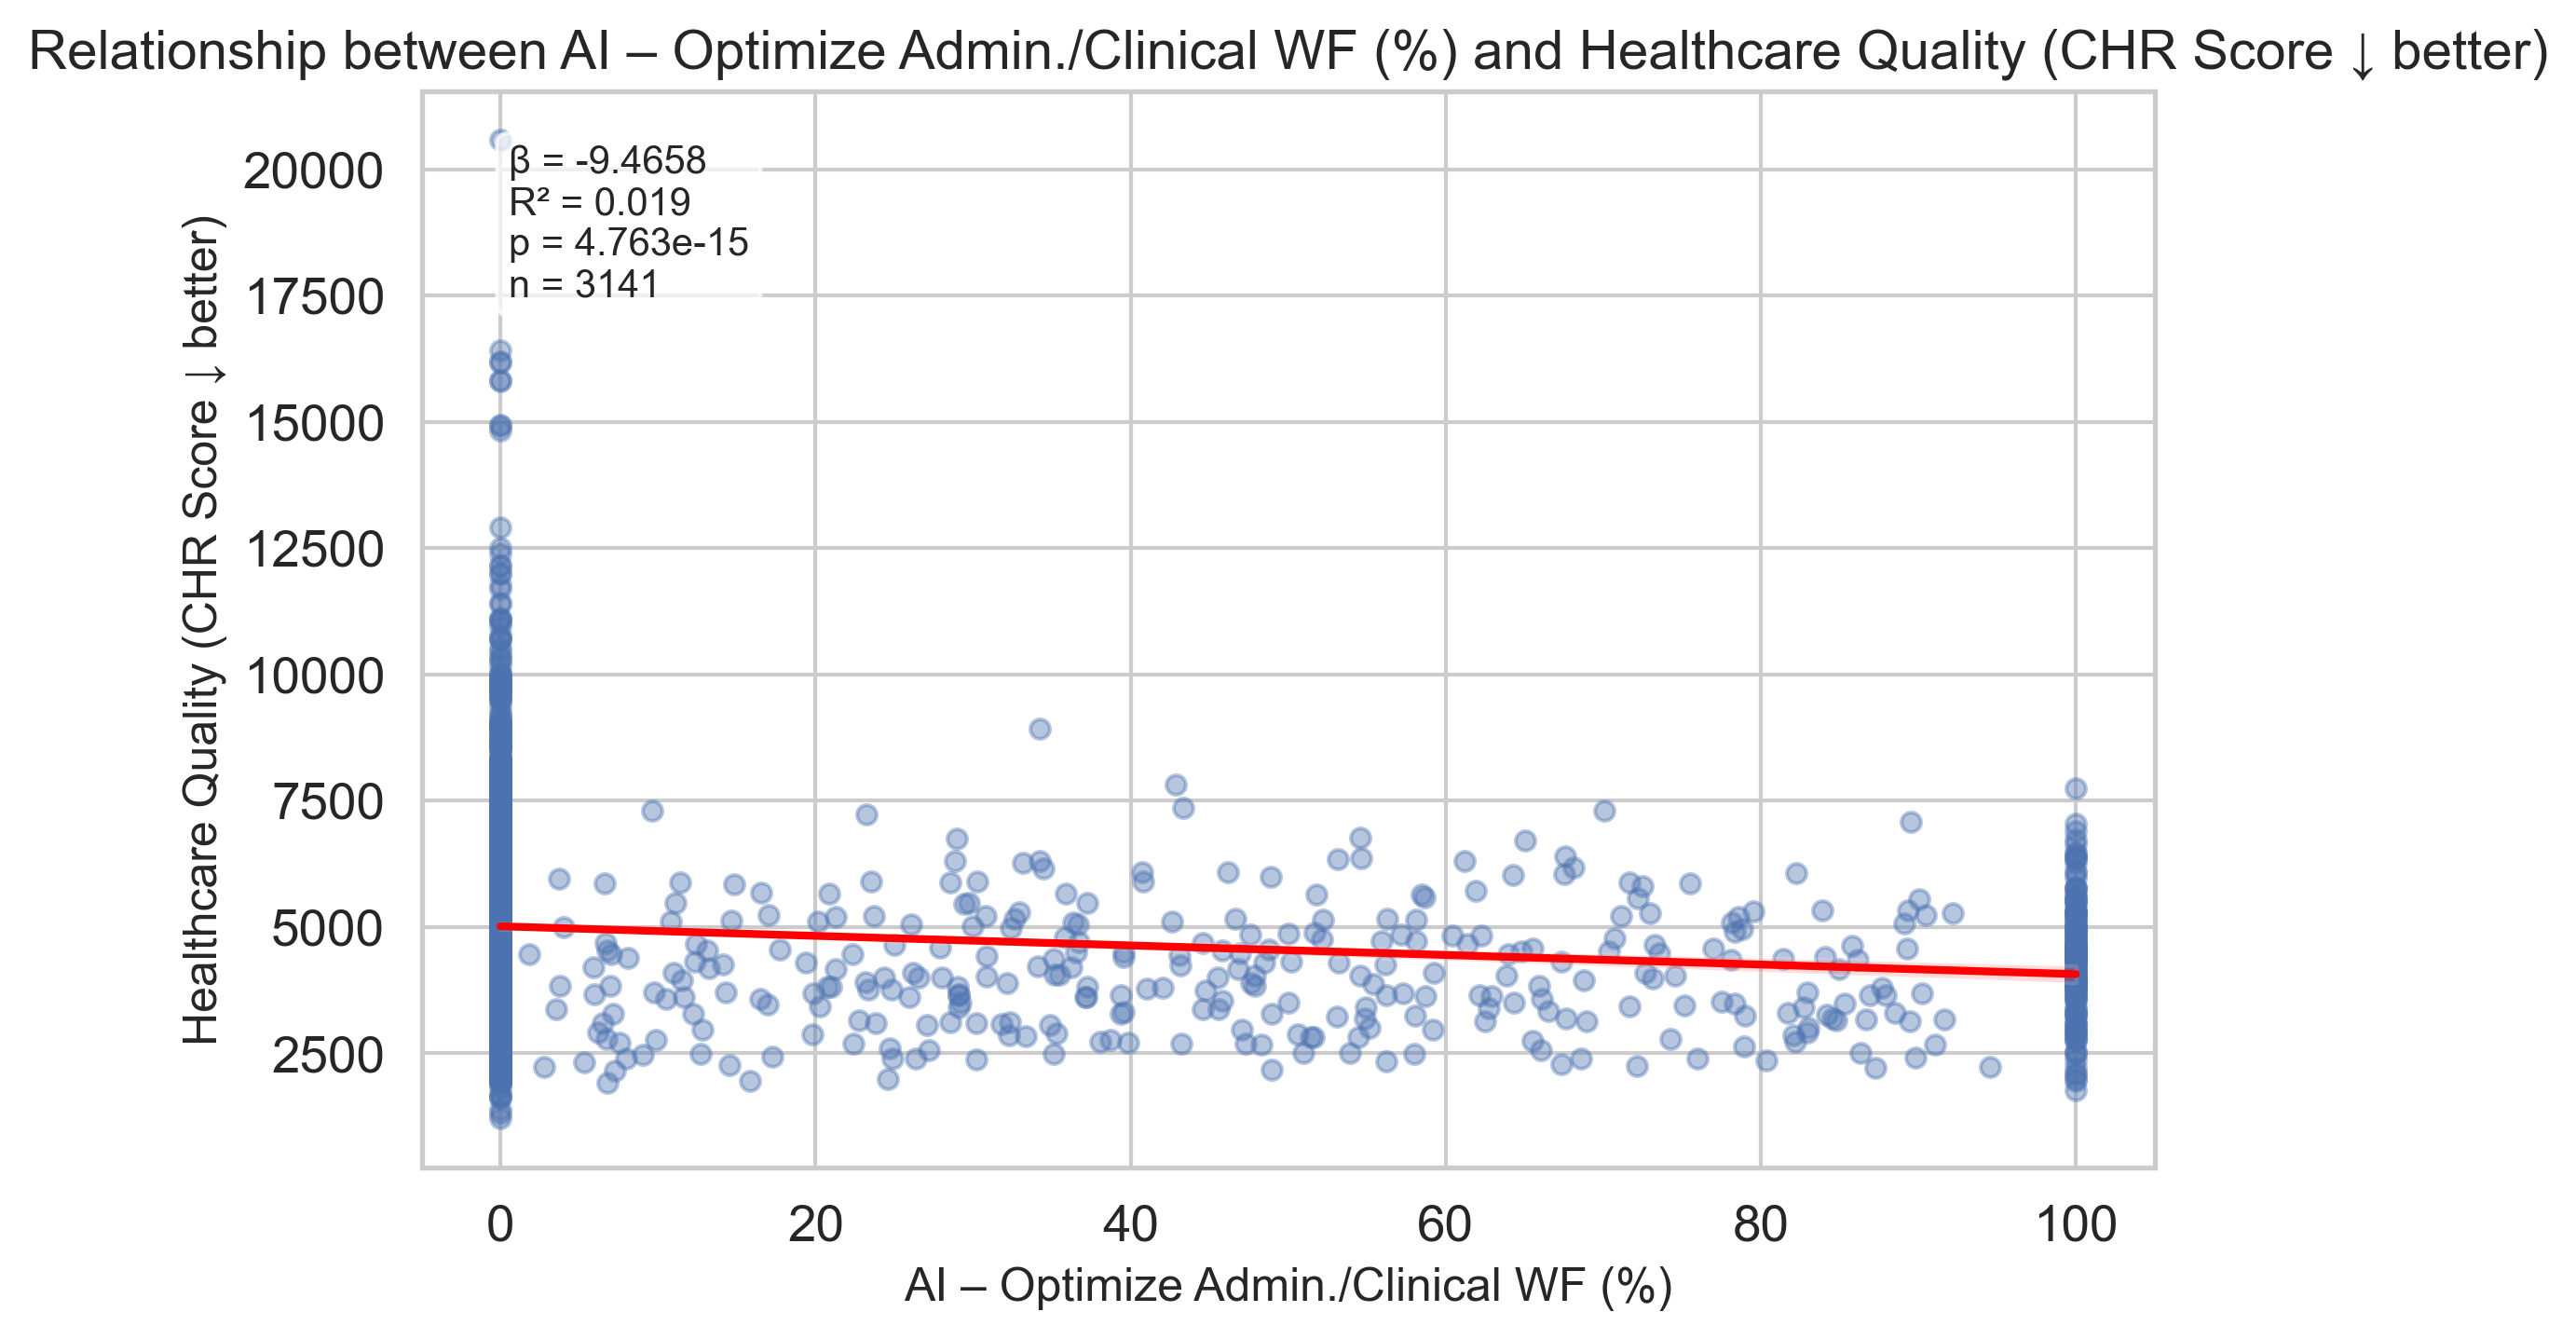 Relationship between AI – Optimize Admin./Clinical WF (%) and Healthcare Quality (CHR Score ↓ better)
β = -9.4658
R² = 0.019
p = 4.763e-15
n = 3141
Healthcare Quality (CHR Score ↓ better)
20000
17500
15000
12500
10000
7500
5000
2500
0 20 40 60 80 100
AI – Optimize Admin./Clinical WF (%)